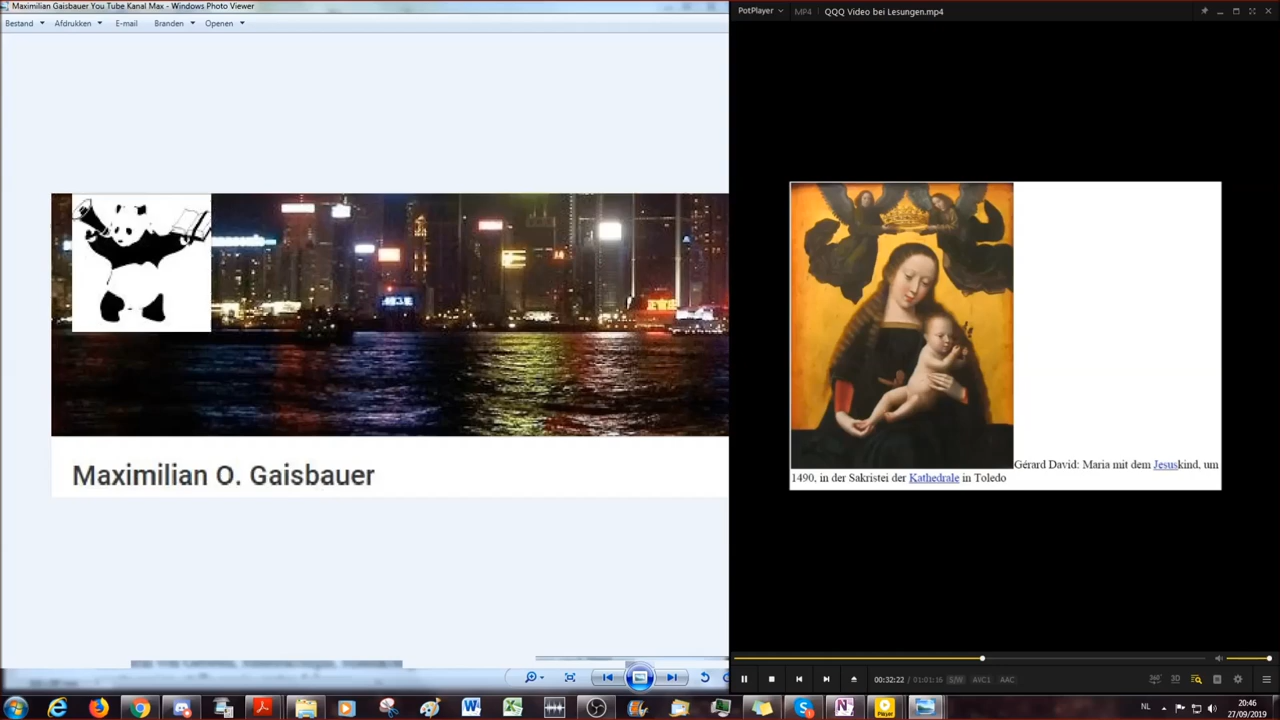 Maximilian Gaisbauer You Tube Kanal Max - Windows Photo Viewer
Bestand Afdrukken E-mail Branden Openen
Maximilian O. Gaisbauer
PotPlayer MP4 QQQ Video bei Lesungen.mp4
Gérard David: Maria mit dem Jesuskind, um
1490, in der Sakristei der Kathedrale in Toledo
00:32:22 / 01:01:16 S/W AVC1 AAC
360° 3D
NL 20:46
27/09/2019